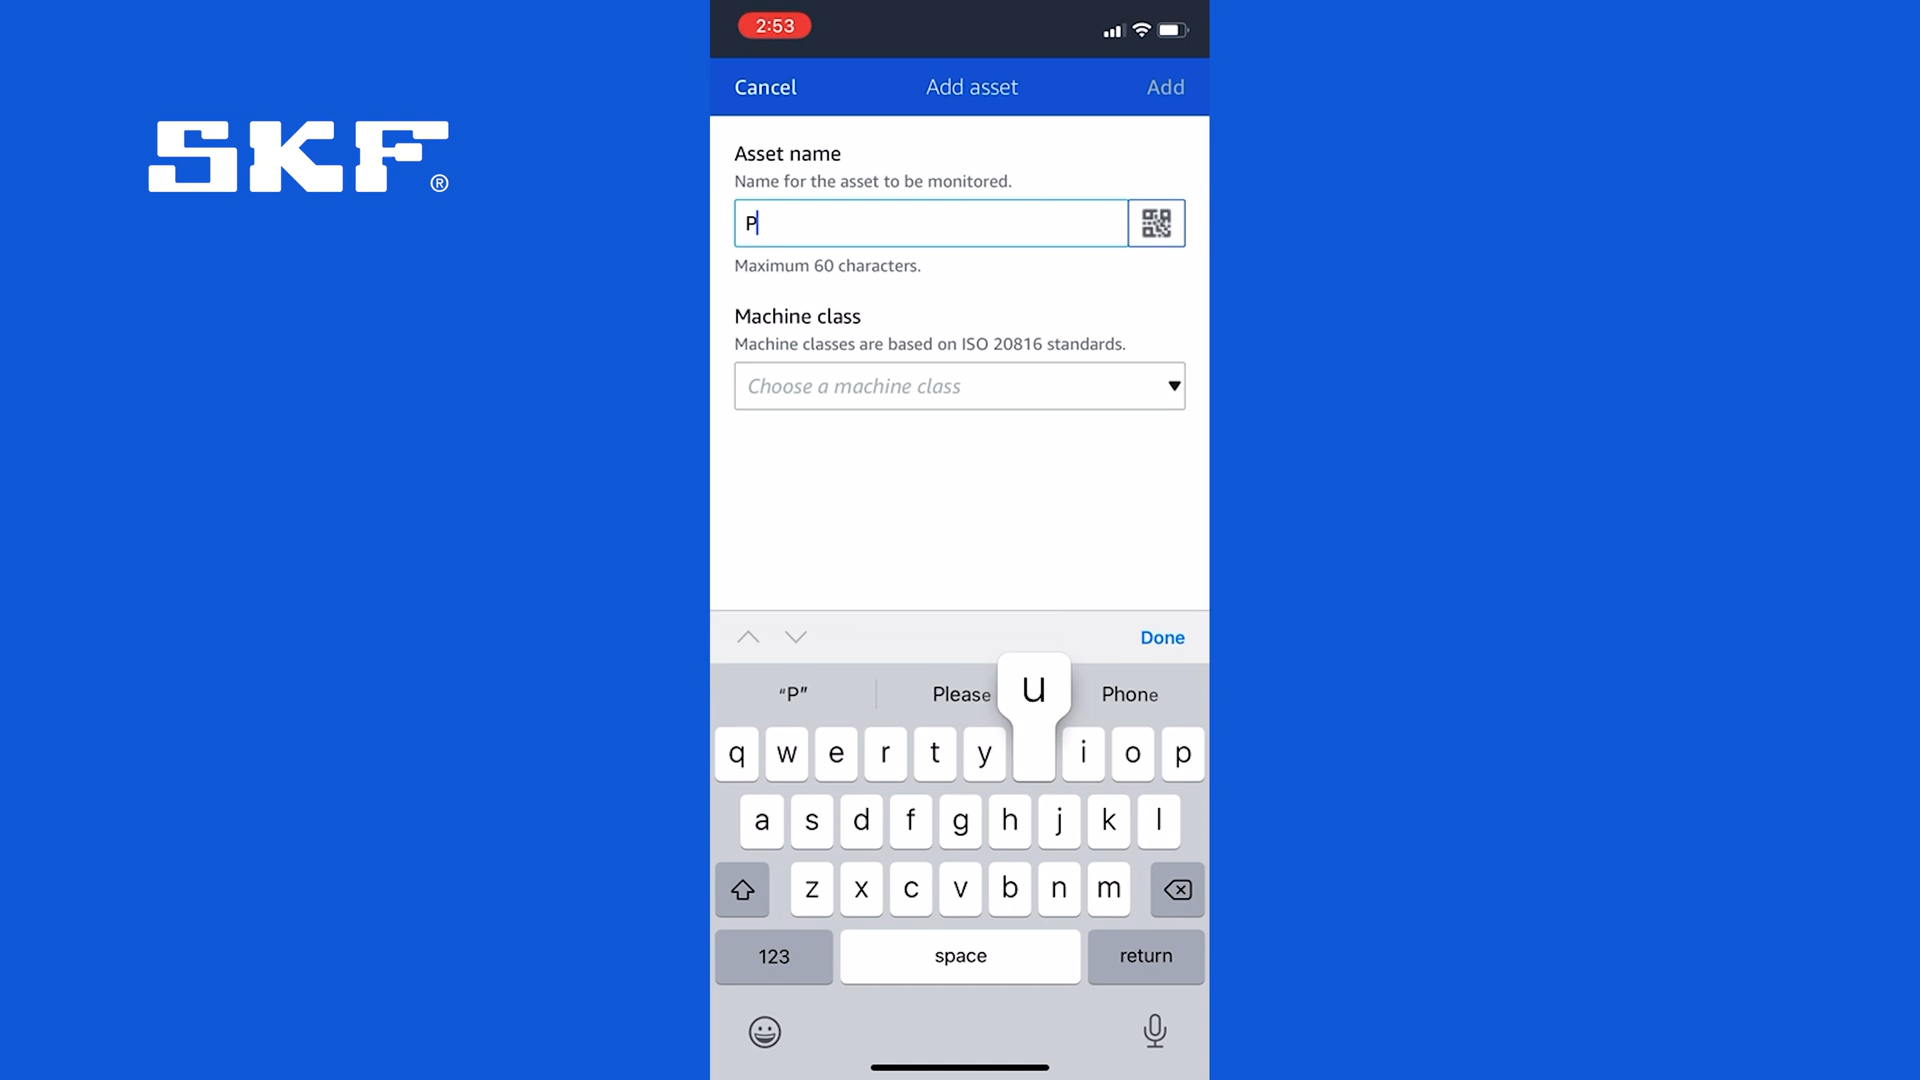 SKF®
2:53
Cancel
Add asset
Add
Asset name
Name for the asset to be monitored.
P
Maximum 60 characters.
Machine class
Machine classes are based on ISO 20816 standards.
Choose a machine class
Done
“P”
Please
Phone
u
q w e r t y i o p
a s d f g h j k l
z x c v b n m
123
space
return